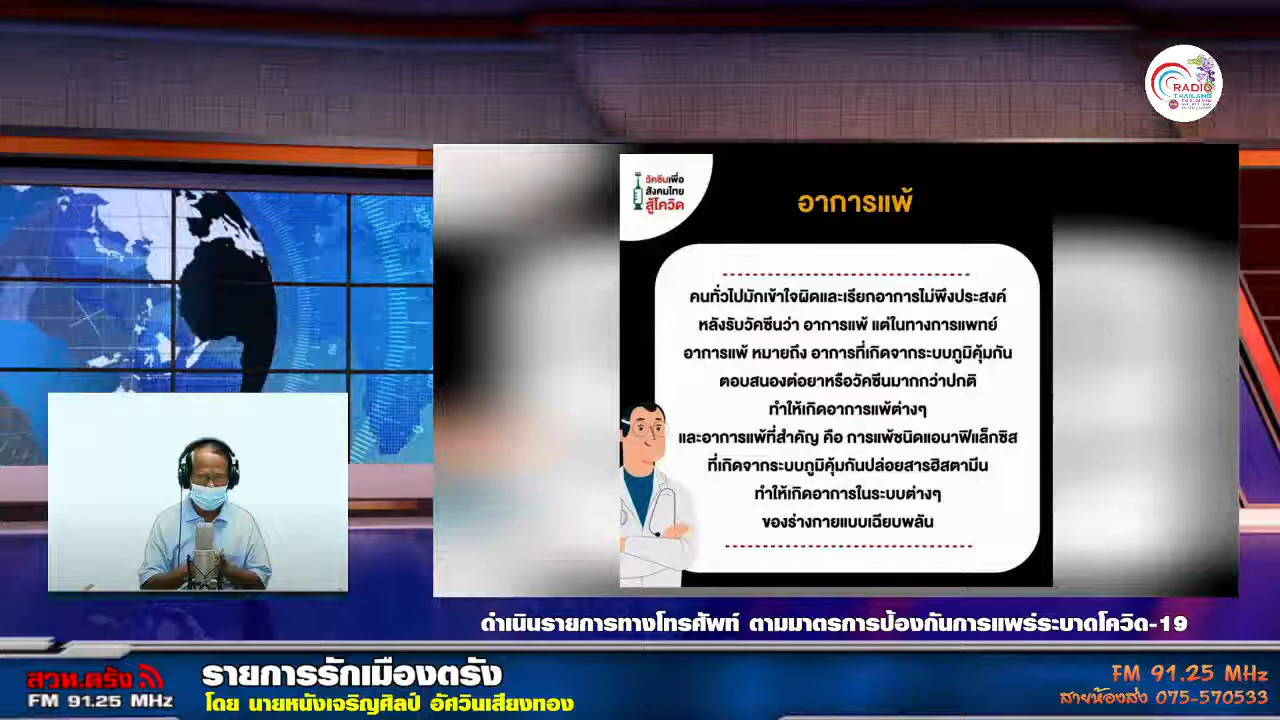 RADIO
THAILAND
วัคซีนเพื่อ
สังคมไทย
สู้โควิด
อาการแพ้
คนทั่วไปมักเข้าใจผิดและเรียกอาการไม่พึงประสงค์
หลังรับวัคซีนว่า อาการแพ้ แต่ในทางการแพทย์
อาการแพ้ หมายถึง อาการที่เกิดจากระบบภูมิคุ้มกัน
ตอบสนองต่อยาหรือวัคซีนมากกว่าปกติ
ทำให้เกิดอาการแพ้ต่างๆ
และอาการแพ้ที่สำคัญ คือ การแพ้ชนิดแอนาฟิแล็กซิส
ที่เกิดจากระบบภูมิคุ้มกันปล่อยสารฮิสตามีน
ทำให้เกิดอาการในระบบต่างๆ
ของร่างกายแบบเฉียบพลัน
ดำเนินรายการทางโทรศัพท์ ตามมาตรการป้องกันการแพร่ระบาดโควิด-19
สวท.ตรัง
FM 91.25 MHz
รายการรักเมืองตรัง
โดย นายหนังเจริญศิลป์ อัศวินเสียงทอง
FM 91.25 MHz
สายห้องส่ง 075-570533